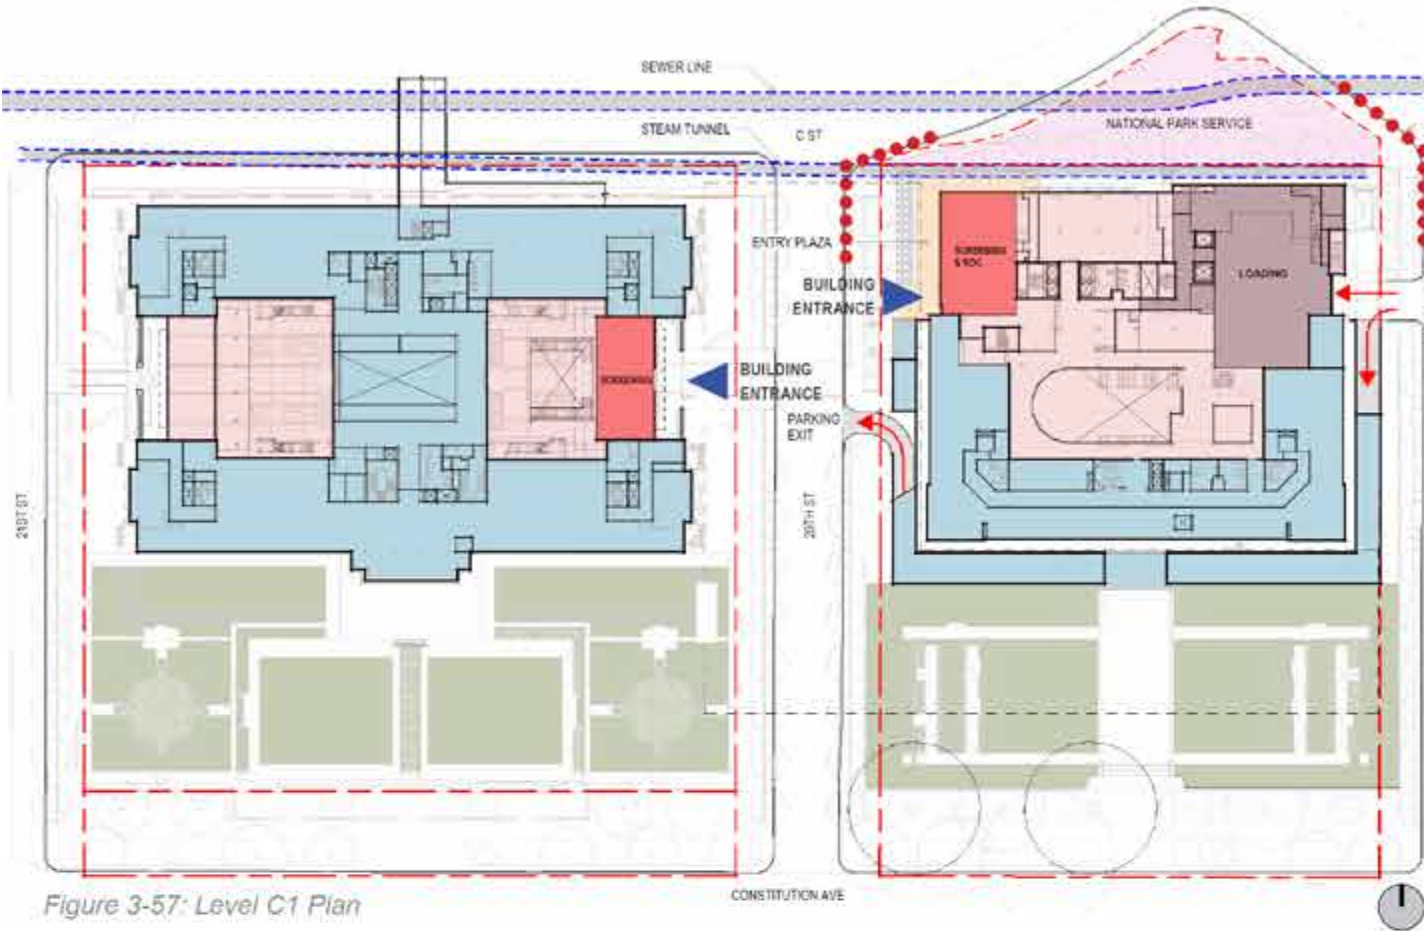 SEWER LINE
STEAM TUNNEL
C ST
NATIONAL PARK SERVICE
ENTRY PLAZA
LOADING
BUILDING
ENTRANCE
SCREENING
BUILDING
ENTRANCE
PARKING
EXIT
21ST ST
20TH ST
CONSTITUTION AVE
Figure 3-57: Level C1 Plan